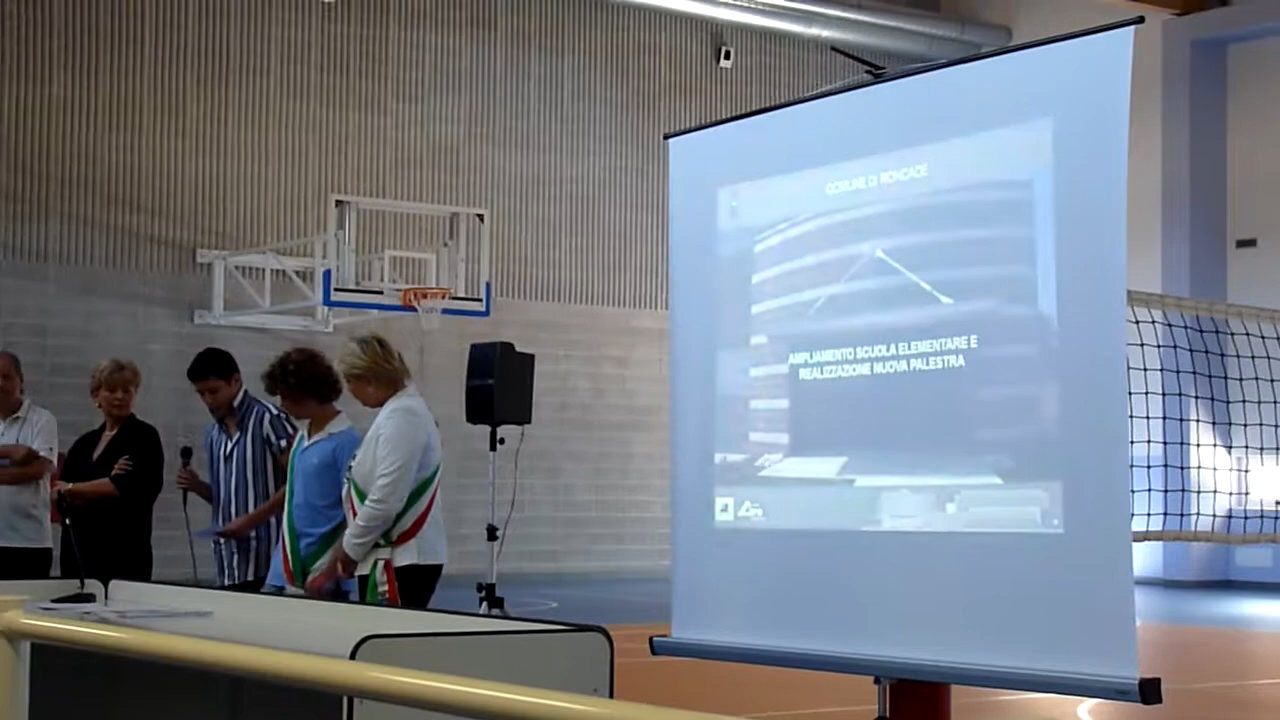 COMUNE DI RONCADE
AMPLIAMENTO SCUOLA ELEMENTARE E
REALIZZAZIONE NUOVA PALESTRA